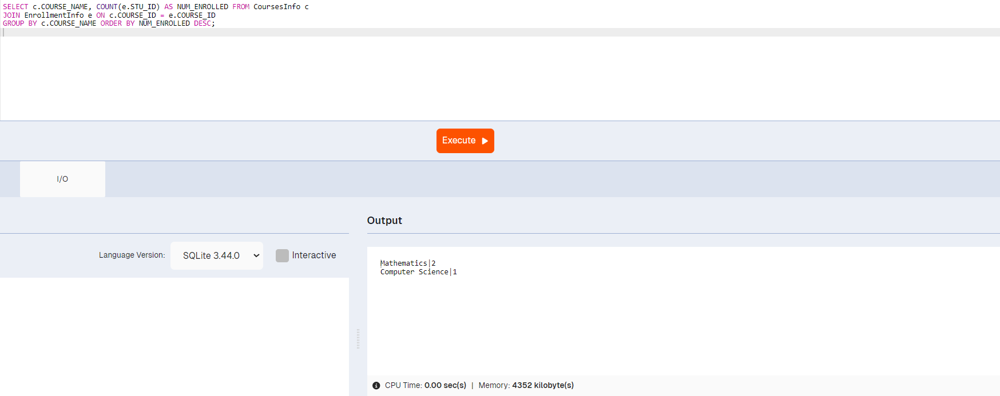 SELECT c.COURSE_NAME, COUNT(e.STU_ID) AS NUM_ENROLLED FROM CoursesInfo c
JOIN EnrollmentInfo e ON c.COURSE_ID = e.COURSE_ID
GROUP BY c.COURSE_NAME ORDER BY NUM_ENROLLED DESC;
Execute
I/O
Output
Language Version: SQLite 3.44.0 Interactive
Mathematics|2
Computer Science|1
CPU Time: 0.00 sec(s) | Memory: 4352 kilobyte(s)